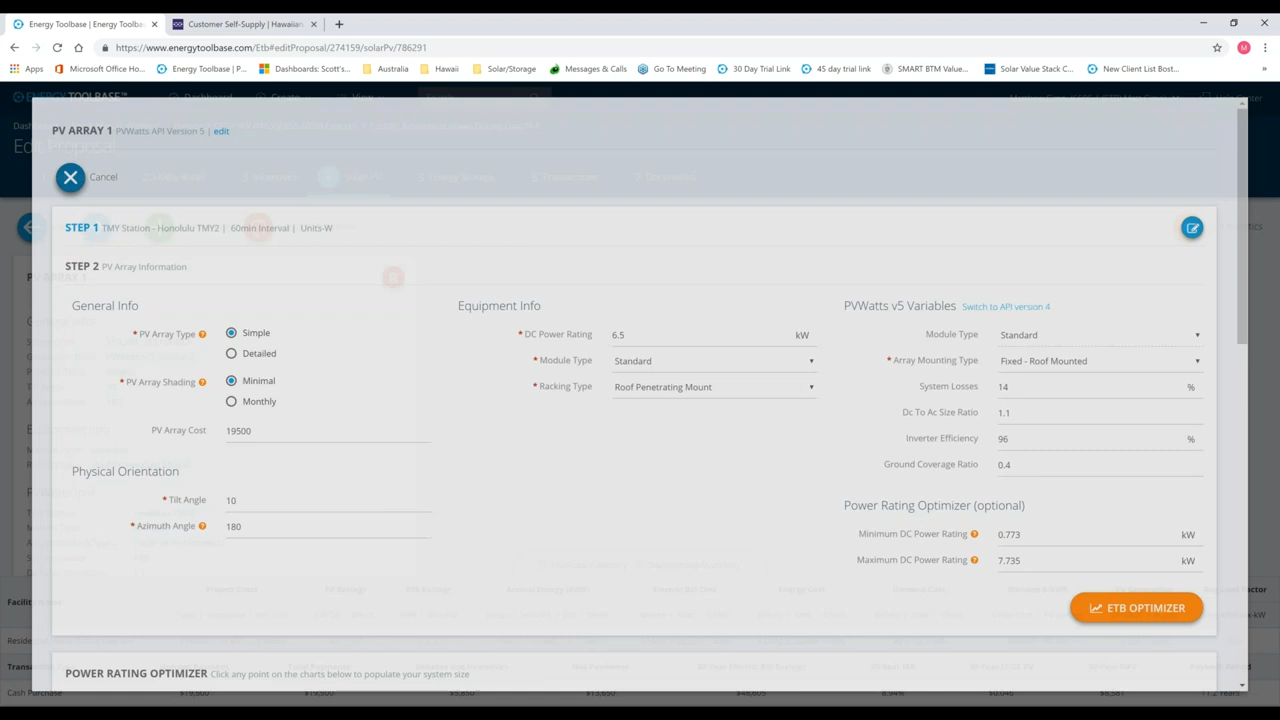 Energy Toolbase | Energy Toolba
Customer Self-Supply | Hawaiian
https://www.energytoolbase.com/Etb#editProposal/274159/solarPv/786291
M
Apps Microsoft Office Ho... Energy Toolbase | P... Dashboards: Scott's... Australia Hawaii Solar/Storage Messages & Calls Go To Meeting 30 Day Trial Link 45 day trial link SMART BTM Value... Solar Value Stack C... New Client List Bost... »
PV ARRAY 1 PVWatts API Version 5 | edit
Edit Proposal
Cancel
STEP 1 TMY Station - Honolulu TMY2 | 60min Interval | Units-W
STEP 2 PV Array Information
General Info
* PV Array Type
Simple
Detailed
* PV Array Shading
Minimal
Monthly
PV Array Cost 19500
Physical Orientation
* Tilt Angle 10
* Azimuth Angle 180
Equipment Info
* DC Power Rating 6.5 kW
* Module Type Standard
* Racking Type Roof Penetrating Mount
PVWatts v5 Variables Switch to API version 4
Module Type Standard
* Array Mounting Type Fixed - Roof Mounted
System Losses 14 %
Dc To Ac Size Ratio 1.1
Inverter Efficiency 96 %
Ground Coverage Ratio 0.4
Power Rating Optimizer (optional)
Minimum DC Power Rating 0.773 kW
Maximum DC Power Rating 7.735 kW
ETB OPTIMIZER
POWER RATING OPTIMIZER Click any point on the charts below to populate your system size
Cash Purchase